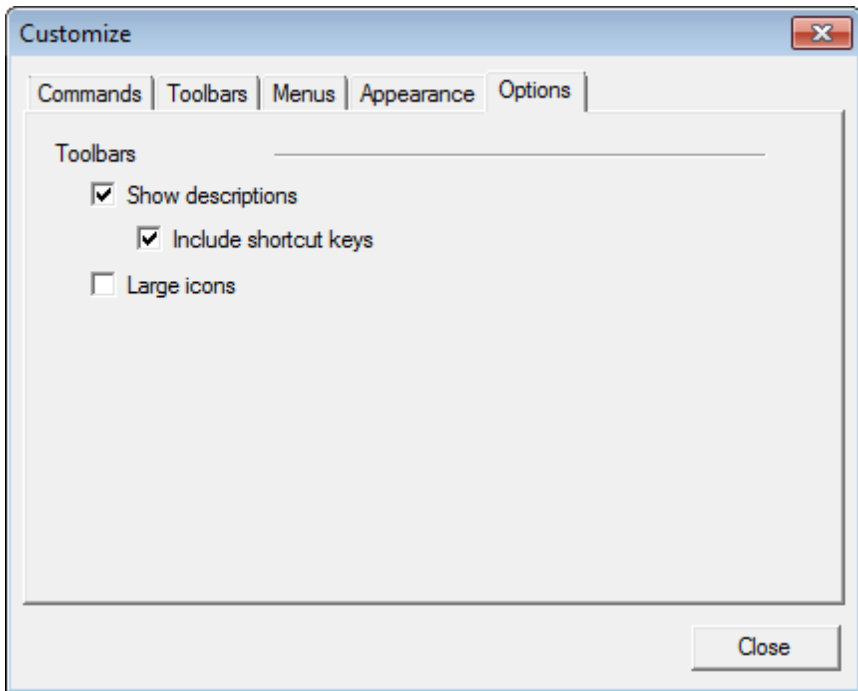 Customize
Commands Toolbars Menus Appearance Options
Toolbars
Show descriptions
Include shortcut keys
Large icons
Close